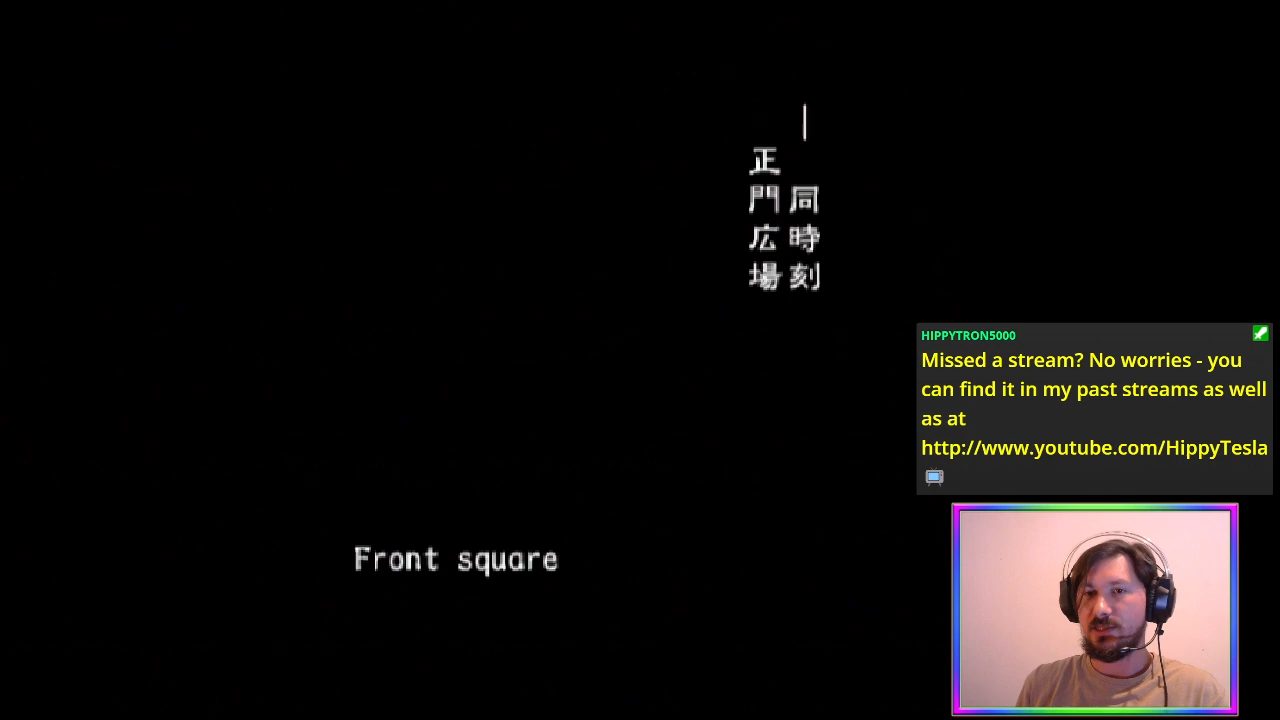 ―同時刻
正門広場
Front square
HIPPYTRON5000
Missed a stream? No worries - you
can find it in my past streams as well
as at
http://www.youtube.com/HippyTesla